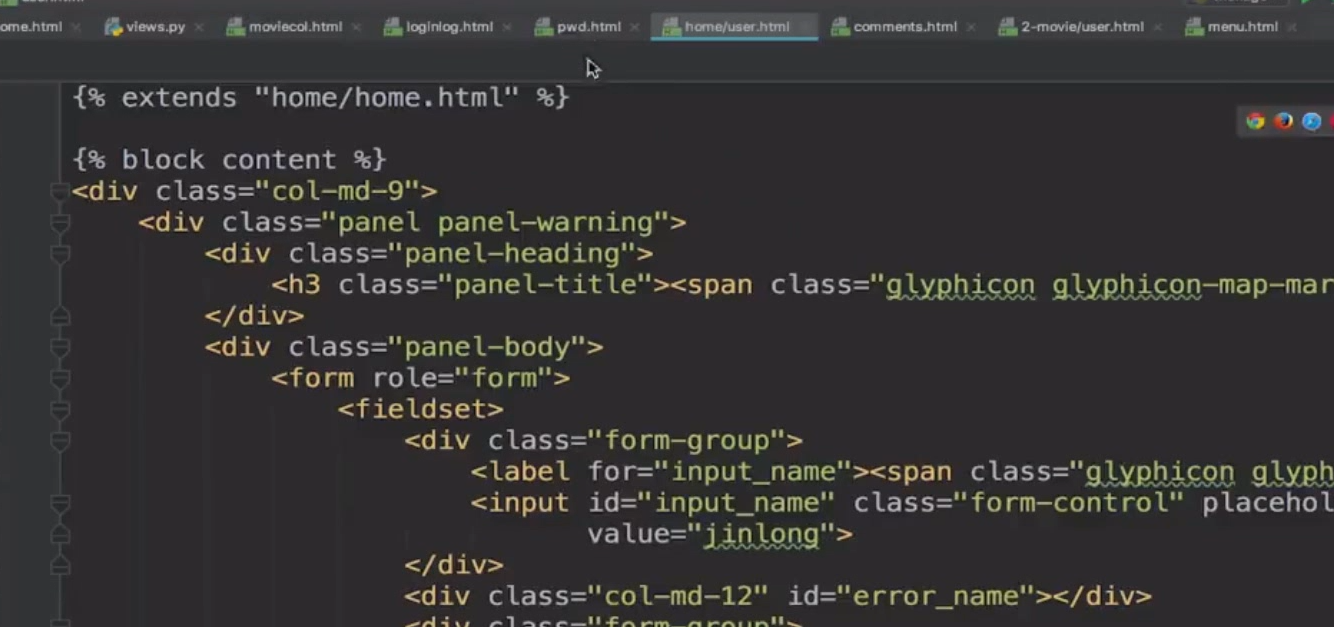 views.py
moviecol.html
loginlog.html
pwd.html
home/user.html
comments.html
2-movie/user.html
menu.html
{% extends "home/home.html" %}
{% block content %}
<div class="col-md-9">
<div class="panel panel-warning">
<div class="panel-heading">
<h3 class="panel-title"><span class="glyphicon glyphicon-map-mar
</div>
<div class="panel-body">
<form role="form">
<fieldset>
<div class="form-group">
<label for="input_name"><span class="glyphicon glyph
<input id="input_name" class="form-control" placehol
value="jinlong">
</div>
<div class="col-md-12" id="error_name"></div>
<div class="form-group">